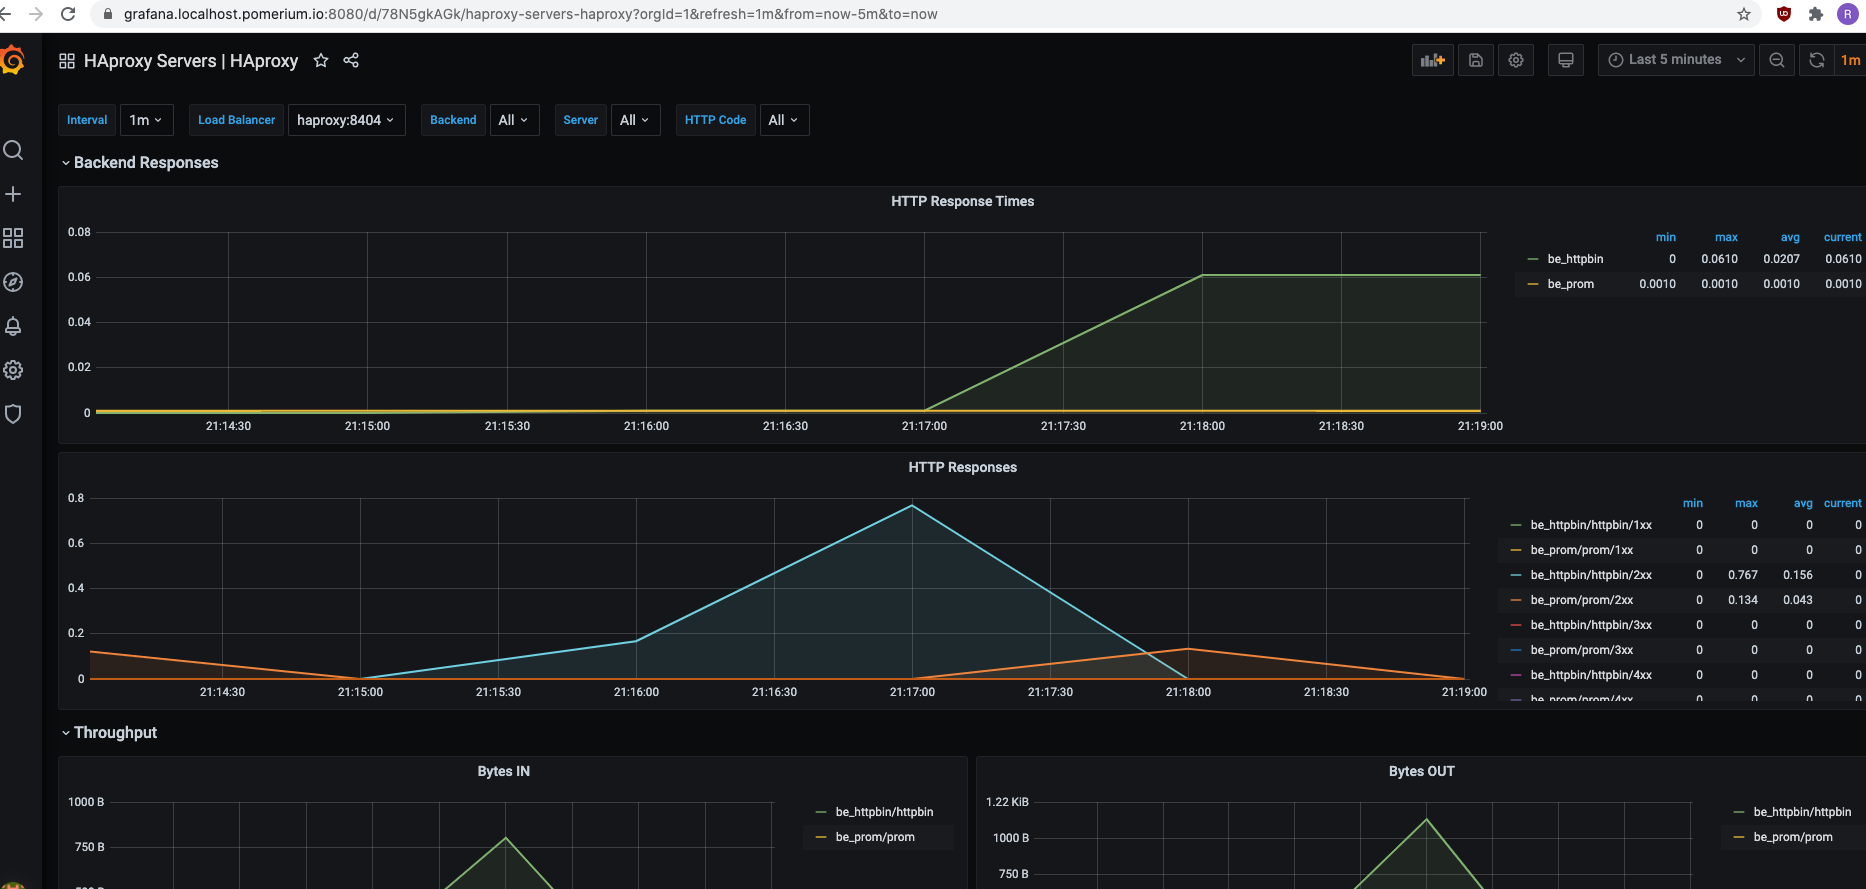 grafana.localhost.pomerium.io:8080/d/78N5gkAGk/haproxy-servers-haproxy?orgId=1&refresh=1m&from=now-5m&to=now
R
HAproxy Servers | HAproxy
Last 5 minutes
1m
Interval 1m Load Balancer haproxy:8404 Backend All Server All HTTP Code All
Backend Responses
HTTP Response Times
0.08
0.06
0.04
0.02
0
21:14:30 21:15:00 21:15:30 21:16:00 21:16:30 21:17:00 21:17:30 21:18:00 21:18:30 21:19:00
min max avg current
be_httpbin 0 0.0610 0.0207 0.0610
be_prom 0.0010 0.0010 0.0010 0.0010
HTTP Responses
0.8
0.6
0.4
0.2
0
21:14:30 21:15:00 21:15:30 21:16:00 21:16:30 21:17:00 21:17:30 21:18:00 21:18:30 21:19:00
min max avg current
be_httpbin/httpbin/1xx 0 0 0 0
be_prom/prom/1xx 0 0 0 0
be_httpbin/httpbin/2xx 0 0.767 0.156 0
be_prom/prom/2xx 0 0.134 0.043 0
be_httpbin/httpbin/3xx 0 0 0 0
be_prom/prom/3xx 0 0 0 0
be_httpbin/httpbin/4xx 0 0 0 0
be_prom/prom/4xx 0 0 0 0
Throughput
Bytes IN
1000 B
750 B
500 B
be_httpbin/httpbin
be_prom/prom
Bytes OUT
1.22 KiB
1000 B
750 B
be_httpbin/httpbin
be_prom/prom